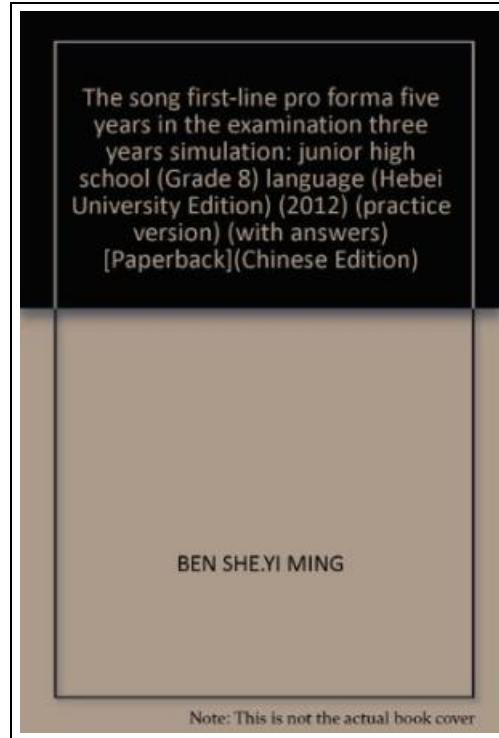 The song first-line pro forma five
years in the examination three
years simulation: junior high
school (Grade 8) language (Hebei
University Edition) (2012) (practice
version) (with answers)
[Paperback](Chinese Edition)
BEN SHE.YI MING
Note: This is not the actual book cover